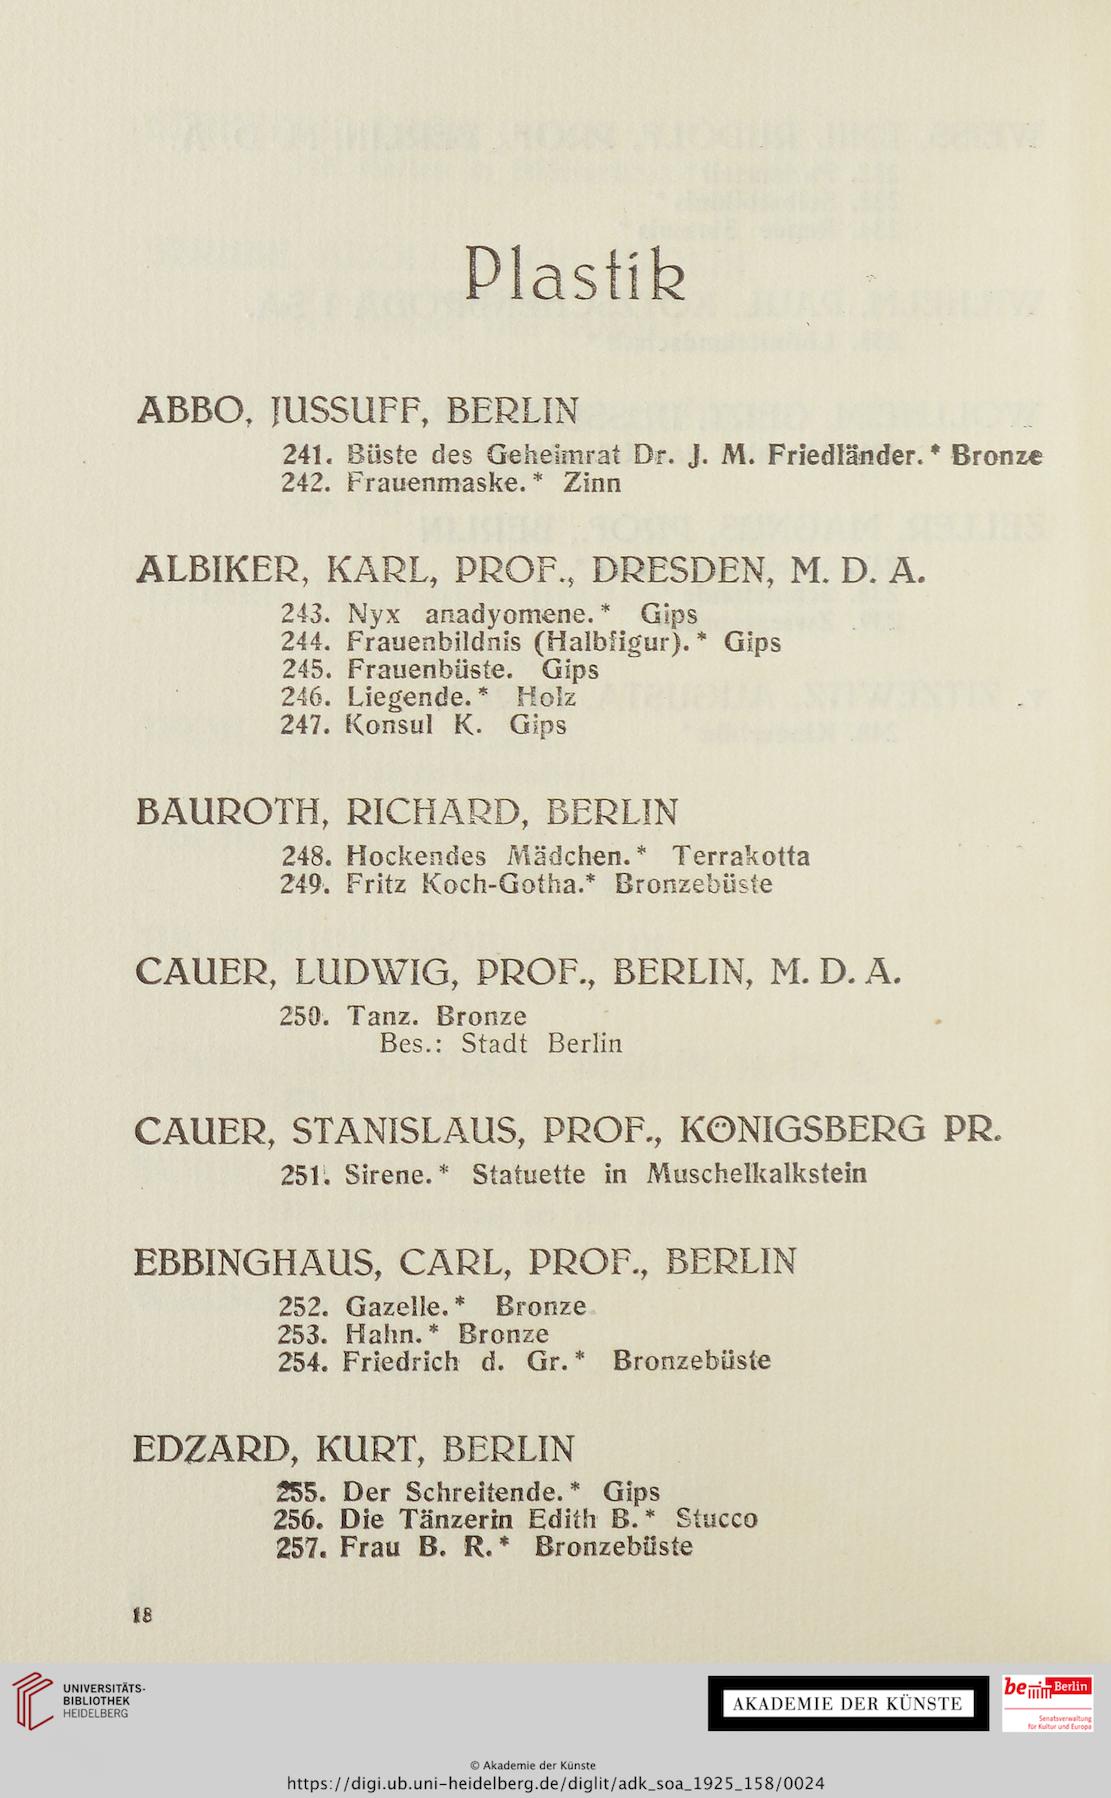 Plastik
ABBO, JUSSUFF, BERLIN
241. Büste des Geheimrat Dr. J. M. Friedländer.* Bronze
242. Frauenmaske.* Zinn
ALBIKER, KARL, PROF., DRESDEN, M. D. A.
243. Nyx anadyomene.* Gips
244. Frauenbildnis (Halbfigur).* Gips
245. Frauenbüste. Gips
246. Liegende.* Holz
247. Konsul K. Gips
BAUROTH, RICHARD, BERLIN
248. Hockendes Mädchen.* Terrakotta
249. Fritz Koch-Gotha.* Bronzebüste
CAUER, LUDWIG, PROF., BERLIN, M. D. A.
250. Tanz. Bronze
Bes.: Stadt Berlin
CAUER, STANISLAUS, PROF., KÖNIGSBERG PR.
251. Sirene.* Statuette in Muschelkalkstein
EBBINGHAUS, CARL, PROF., BERLIN
252. Gazelle.* Bronze
253. Hahn.* Bronze
254. Friedrich d. Gr.* Bronzebüste
EDZARD, KURT, BERLIN
255. Der Schreitende.* Gips
256. Die Tänzerin Edith B.* Stucco
257. Frau B. R.* Bronzebüste
18
UNIVERSITÄTS-
BIBLIOTHEK
HEIDELBERG
AKADEMIE DER KÜNSTE
be Berlin
Senatsverwaltung
für Kultur und Europa
© Akademie der Künste
https://digi.ub.uni-heidelberg.de/diglit/adk_soa_1925_158/0024